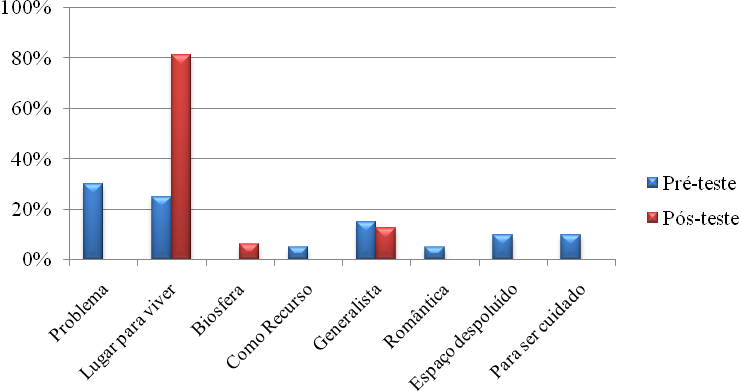 100%
80%
60%
40%
20%
0%
Problema
Lugar para viver
Biosfera
Como Recurso
Generalista
Romântica
Espaço despoluído
Para ser cuidado
Pré-teste
Pós-teste